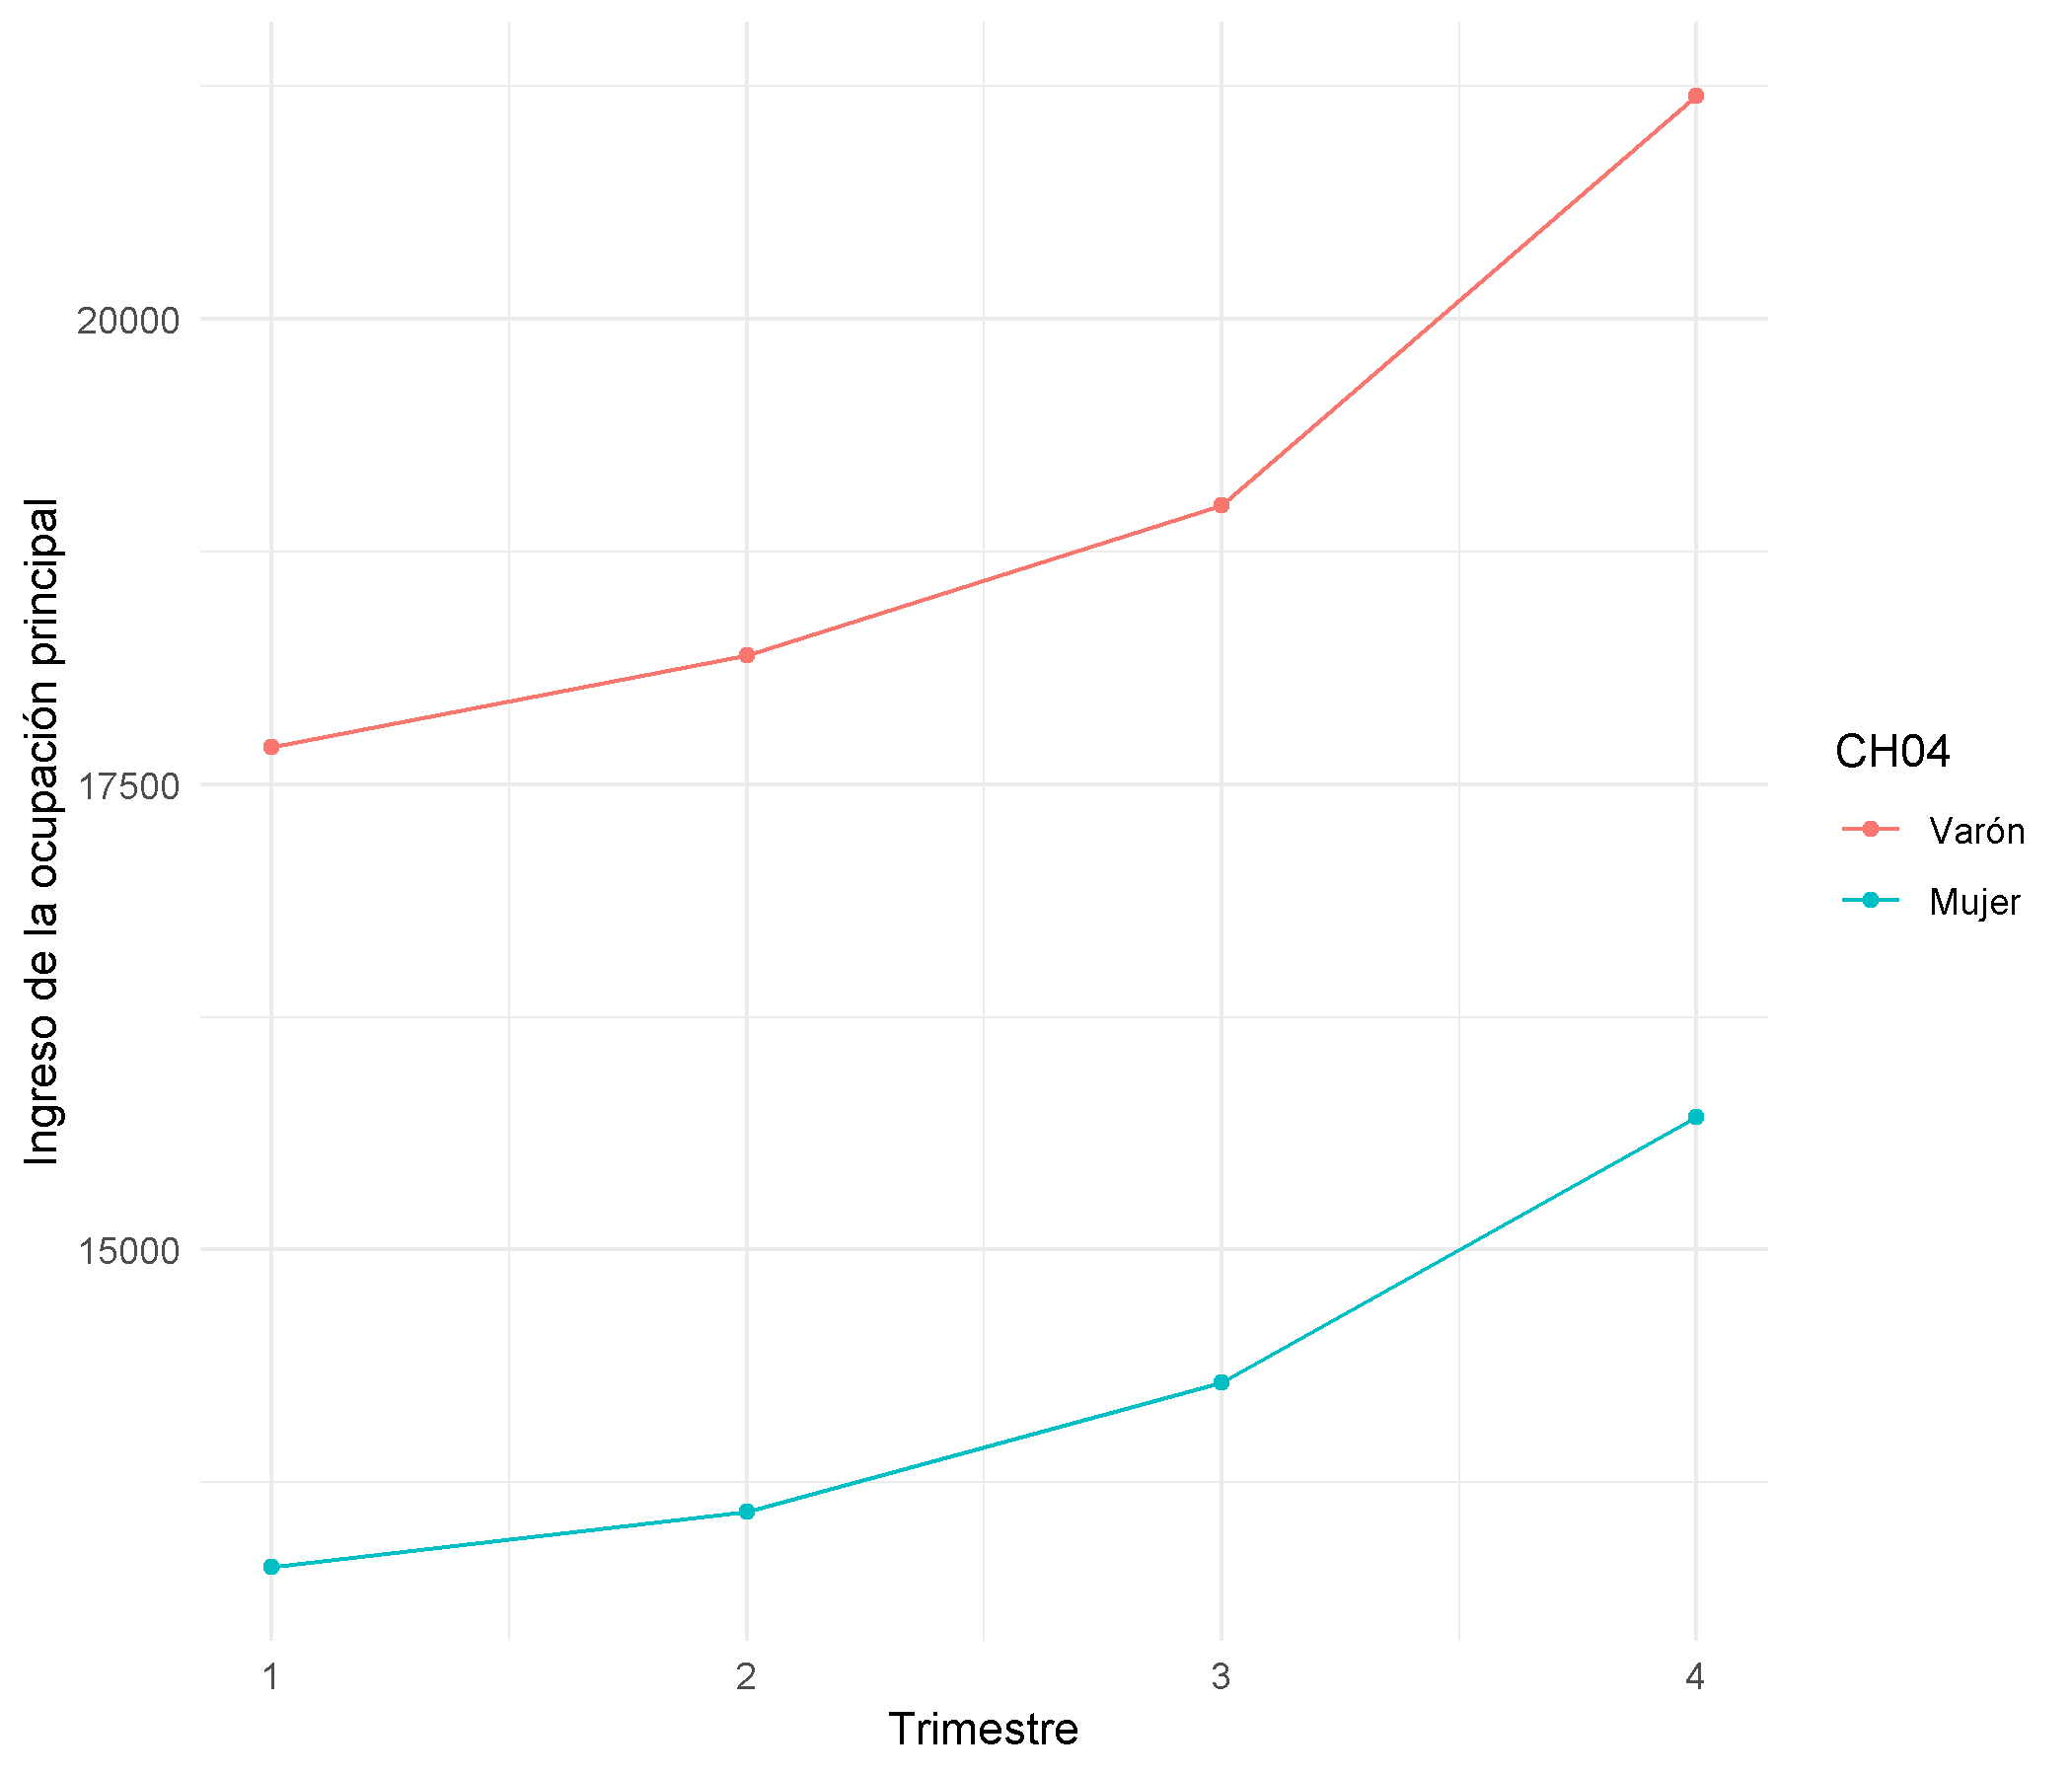 Ingreso de la ocupación principal
20000
17500
15000
1 2 3 4
Trimestre
CH04
Varón
Mujer